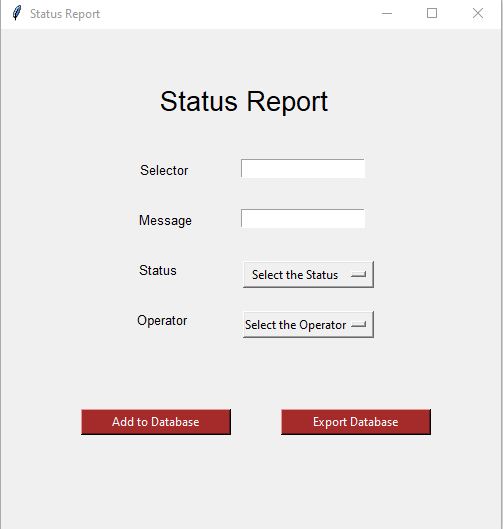 Status Report
Status Report
Selector
Message
Status Select the Status
Operator Select the Operator
Add to Database Export Database